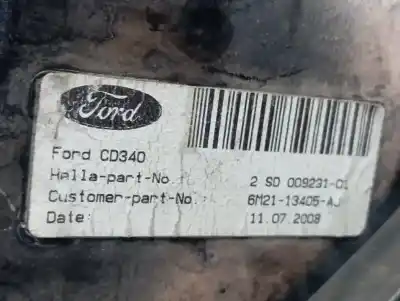 Ford
Ford CD340
Hella-part-No.: 2 SD 009231-01
Customer-part-No.: 6M21-13405-AJ
Date: 11.07.2008